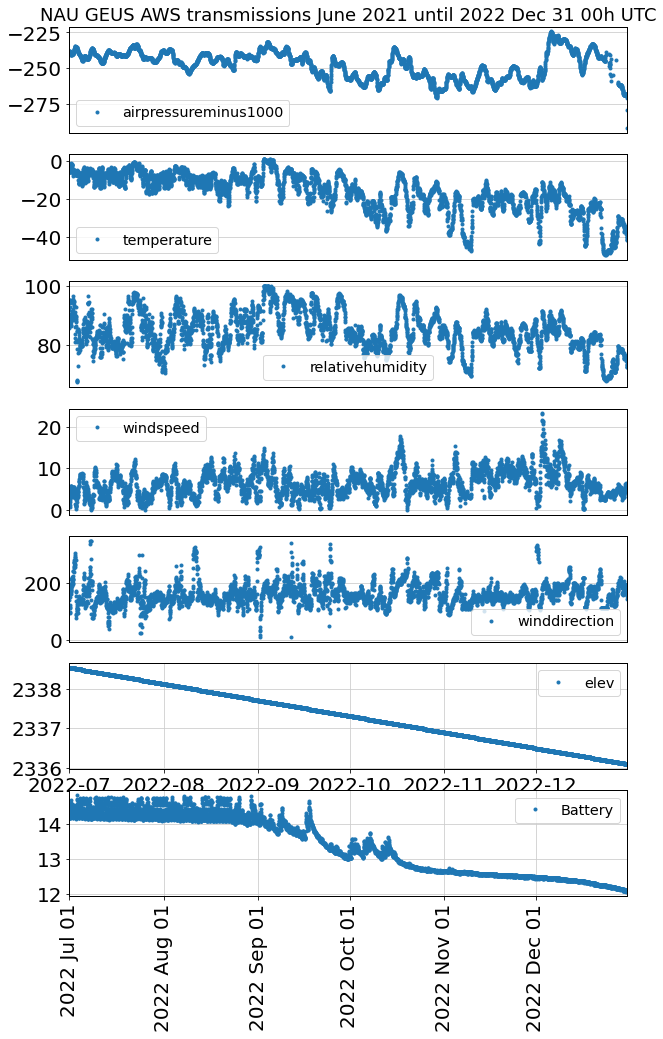 NAU GEUS AWS transmissions June 2021 until 2022 Dec 31 00h UTC
−225
−250
−275
airpressureminus1000
0
−20
−40
temperature
100
80
relativehumidity
20
10
0
windspeed
200
0
winddirection
2338
2337
2336
elev
2022-07 2022-08 2022-09 2022-10 2022-11 2022-12
14
13
12
Battery
2022 Jul 01
2022 Aug 01
2022 Sep 01
2022 Oct 01
2022 Nov 01
2022 Dec 01